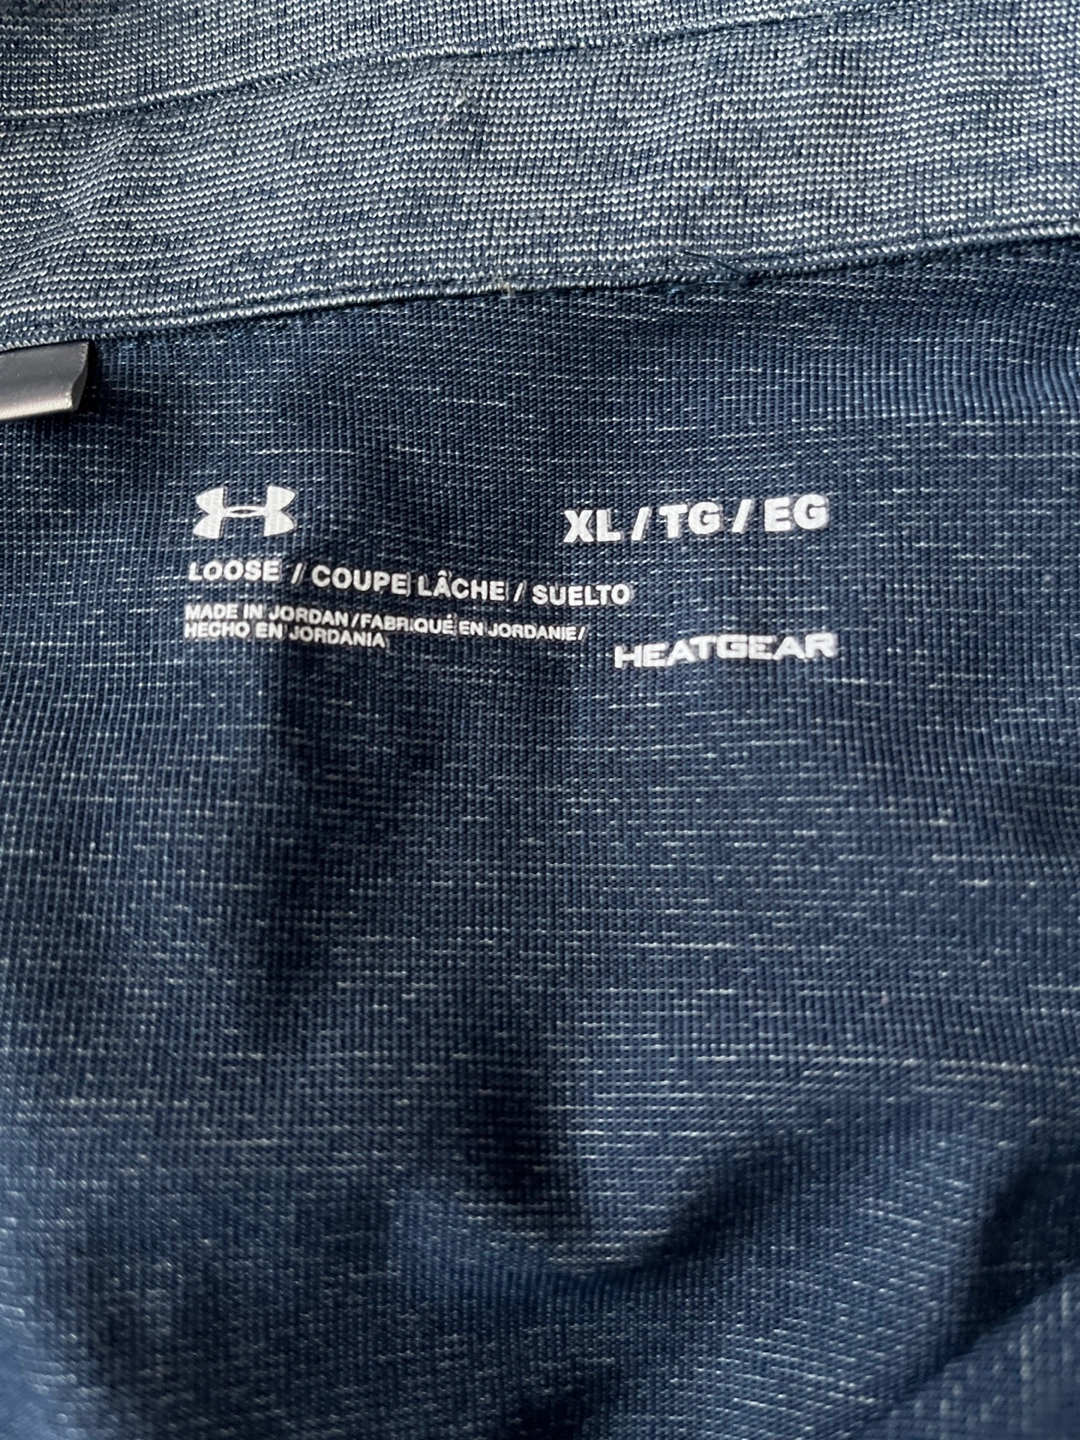 XL / TG / EG
LOOSE / COUPE LÂCHE / SUELTO
MADE IN JORDAN / FABRIQUÉ EN JORDANIE /
HECHO EN JORDANIA
HEATGEAR